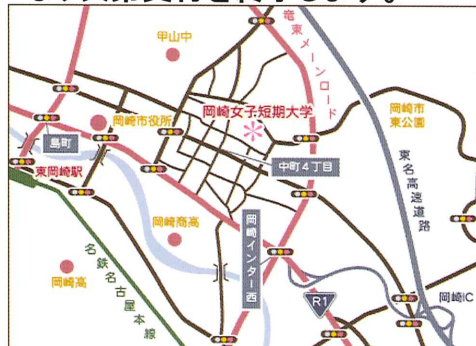 甲山中
竜東メーンロード
岡崎女子短期大学
岡崎市
東公園
岡崎市役所
島町
東岡崎駅
中町4丁目
東名高速道路
岡崎商高
岡崎インター西
岡崎IC
名鉄名古屋本線
岡崎高
R1